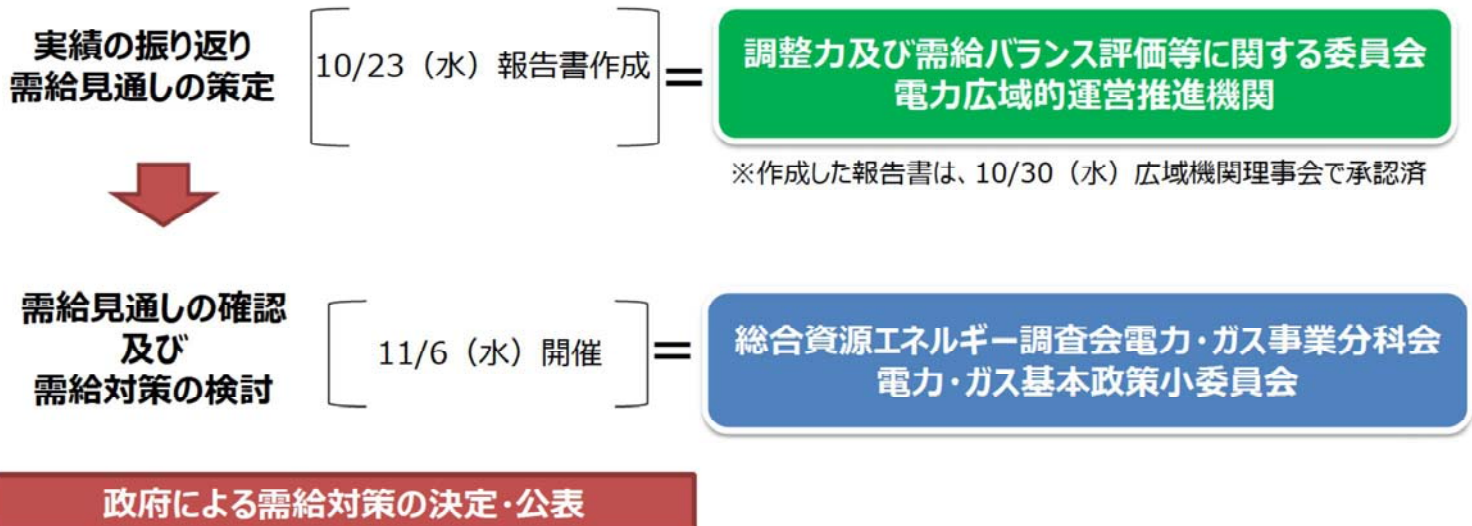 実績の振り返り
需給見通しの策定
10/23（水）報告書作成
=
調整力及び需給バランス評価等に関する委員会
電力広域的運営推進機関
※作成した報告書は、10/30（水）広域機関理事会で承認済
需給見通しの確認
及び
需給対策の検討
11/6（水）開催
=
総合資源エネルギー調査会電力･ガス事業分科会
電力･ガス基本政策小委員会
政府による需給対策の決定･公表